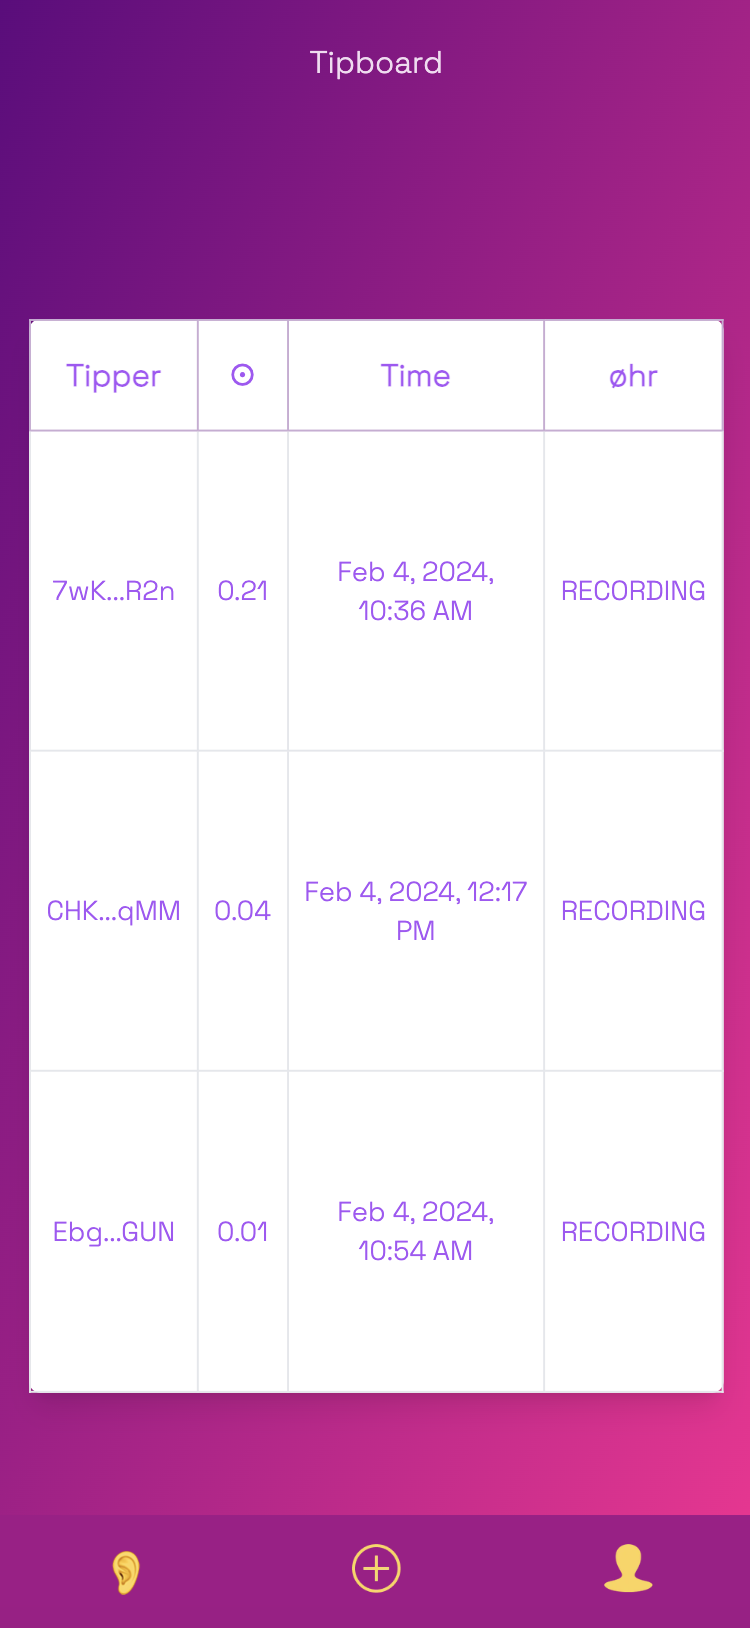 Tipboard
Tipper ⊙ Time øhr
7wK...R2n 0.21 Feb 4, 2024, 10:36 AM RECORDING
CHK...qMM 0.04 Feb 4, 2024, 12:17 PM RECORDING
Ebg...GUN 0.01 Feb 4, 2024, 10:54 AM RECORDING